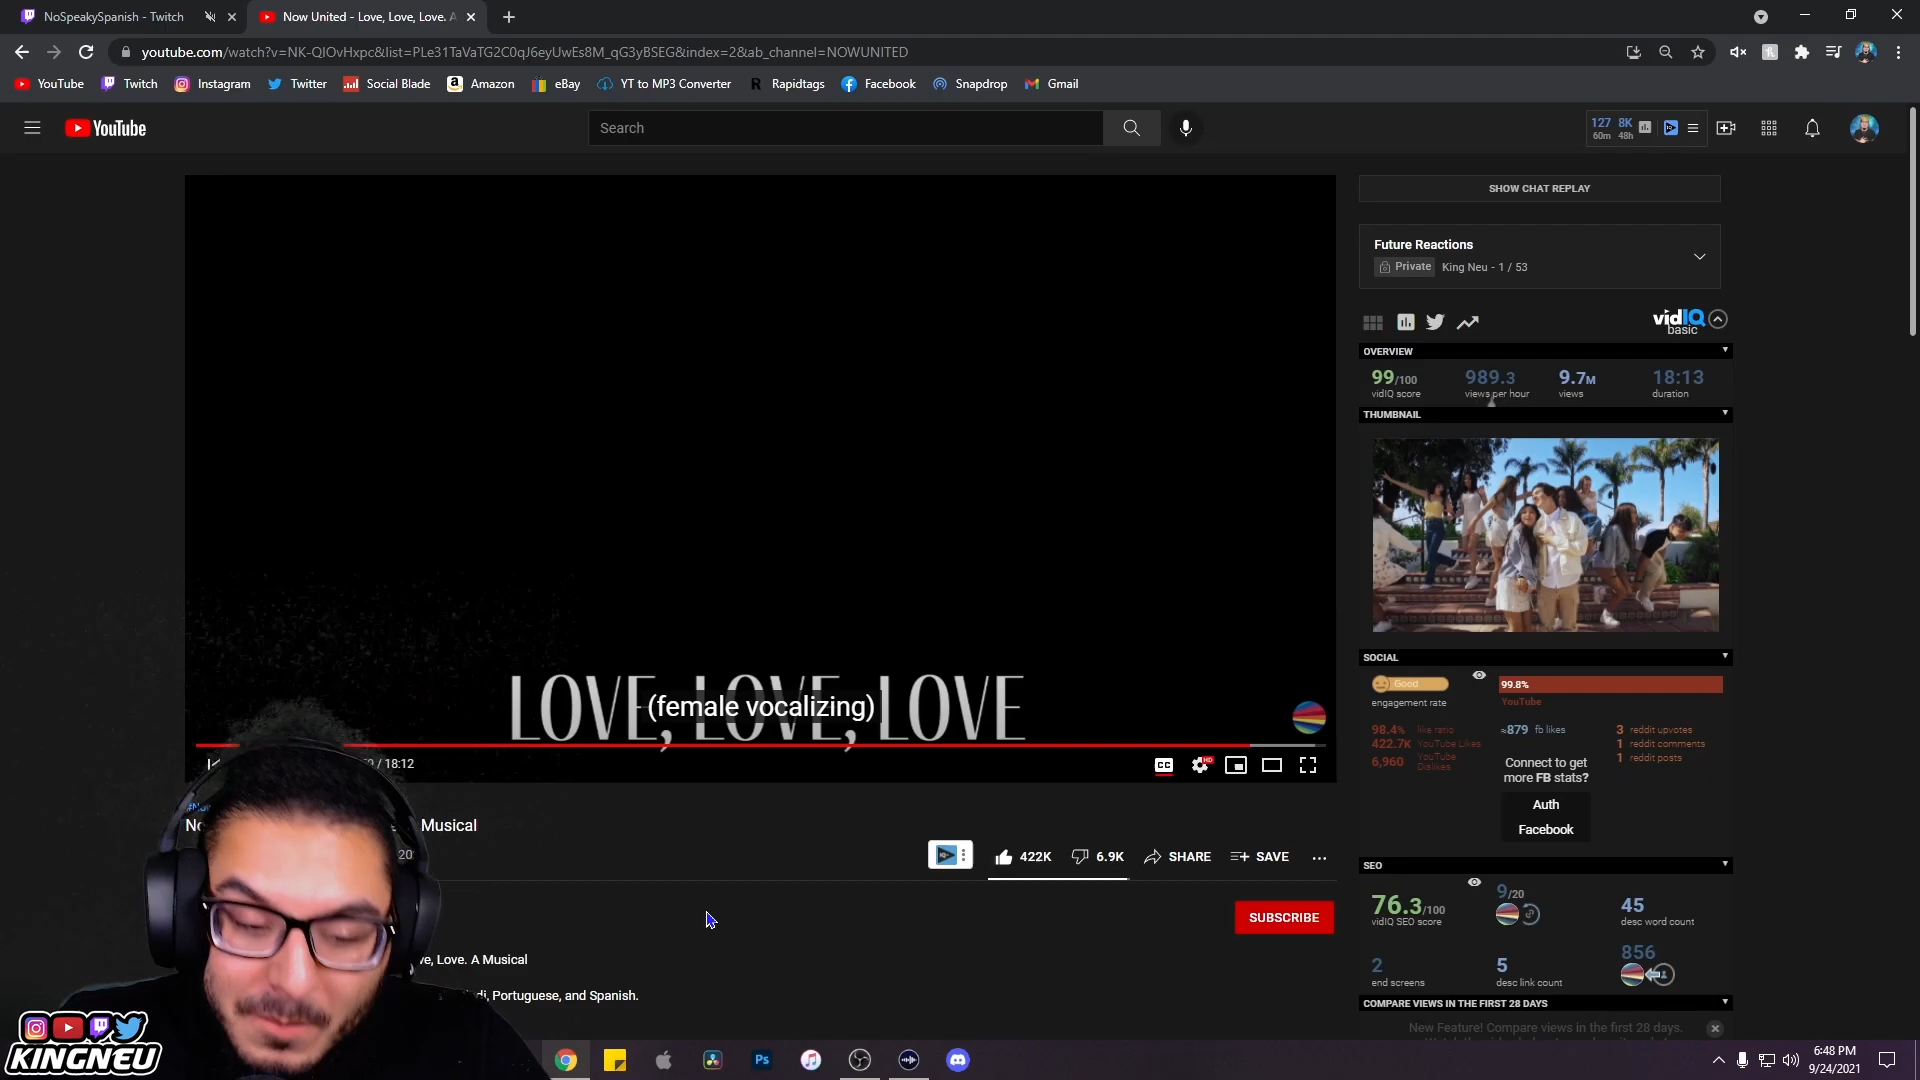 NoSpeakySpanish - Twitch
Now United - Love, Love, Love. A
youtube.com/watch?v=NK-QIOvHxpc&list=PLe31TaVaTG2C0qJ6eyUwEs8M_qG3yBSEG&index=2&ab_channel=NOWUNITED
YouTube Twitch Instagram Twitter Social Blade Amazon eBay YT to MP3 Converter Rapidtags Facebook Snapdrop Gmail
YouTube
Search
127 8K
60m 48h
SHOW CHAT REPLAY
Future Reactions
Private King Neu - 1 / 53
vidIQ
basic
OVERVIEW
99/100 989.3 9.7M 18:13
vidIQ score views per hour views duration
THUMBNAIL
LOVE, LOVE, LOVE
(female vocalizing)
/ 18:12
CC
HD
SOCIAL
Good 99.8%
engagement rate YouTube
98.4% like ratio ≈879 fb likes 3 reddit upvotes
422.7K YouTube Likes 1 reddit comments
6,960 YouTube Dislikes 1 reddit posts
Connect to get
more FB stats?
Auth
Facebook
Musical
422K 6.9K SHARE SAVE
SUBSCRIBE
SEO
76.3/100 9/20 45
vidIQ SEO score desc word count
2 5 856
end screens desc link count
COMPARE VIEWS IN THE FIRST 28 DAYS
New Feature! Compare views in the first 28 days.
ve, Love. A Musical
di, Portuguese, and Spanish.
KINGNEU
Ps
6:48 PM
9/24/2021